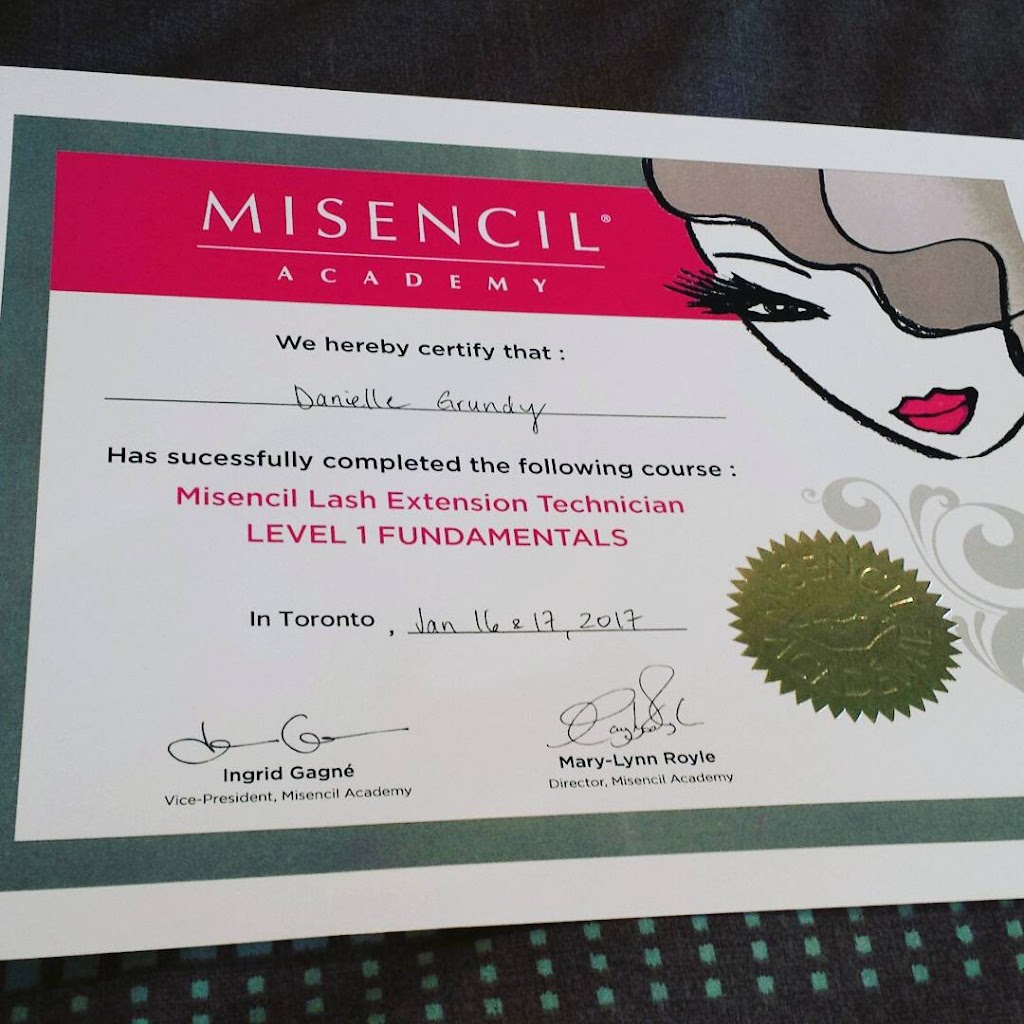 MISENCIL®
ACADEMY
We hereby certify that :
Danielle Grundy
Has sucessfully completed the following course :
Misencil Lash Extension Technician
LEVEL 1 FUNDAMENTALS
In Toronto , Jan 16 & 17, 2017
Ingrid Gagné
Vice-President, Misencil Academy
Mary-Lynn Royle
Director, Misencil Academy
MISENCIL